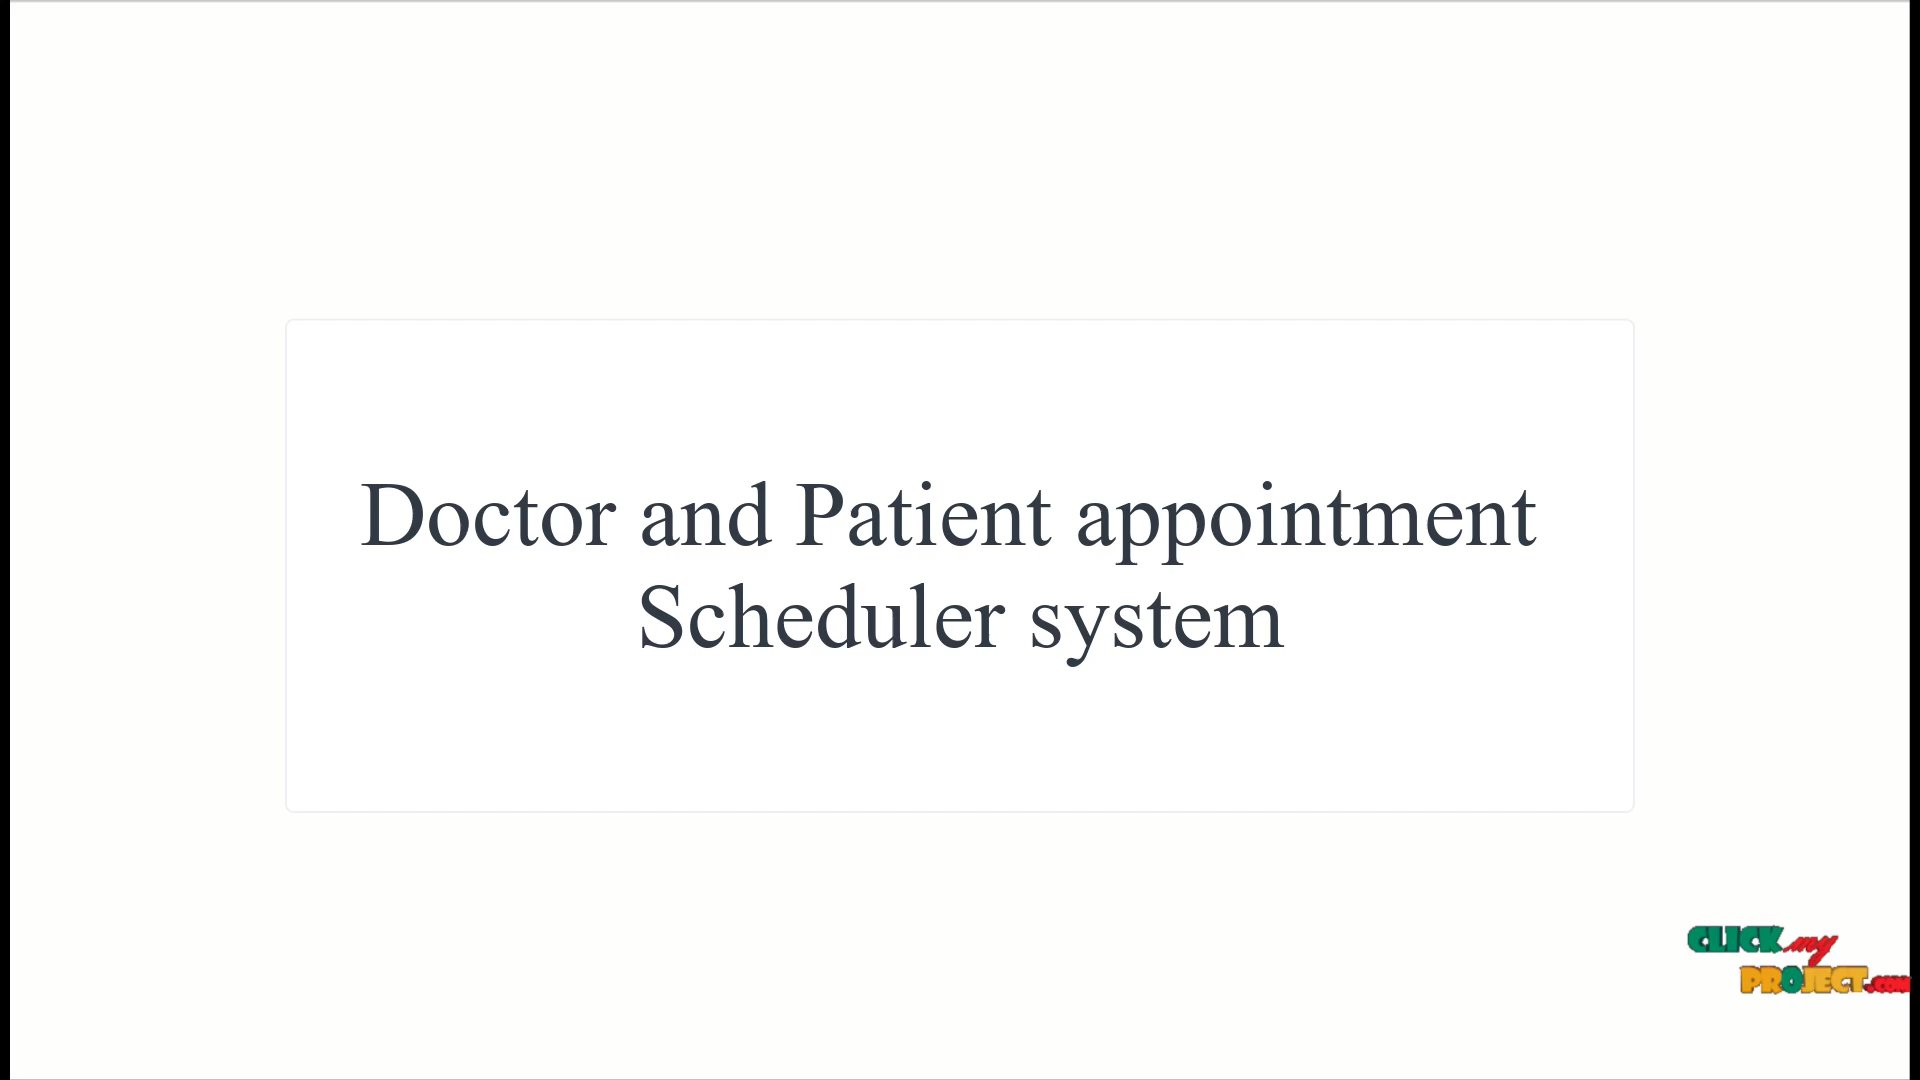 Doctor and Patient appointment
Scheduler system
CLICK my
PROJECT.COM